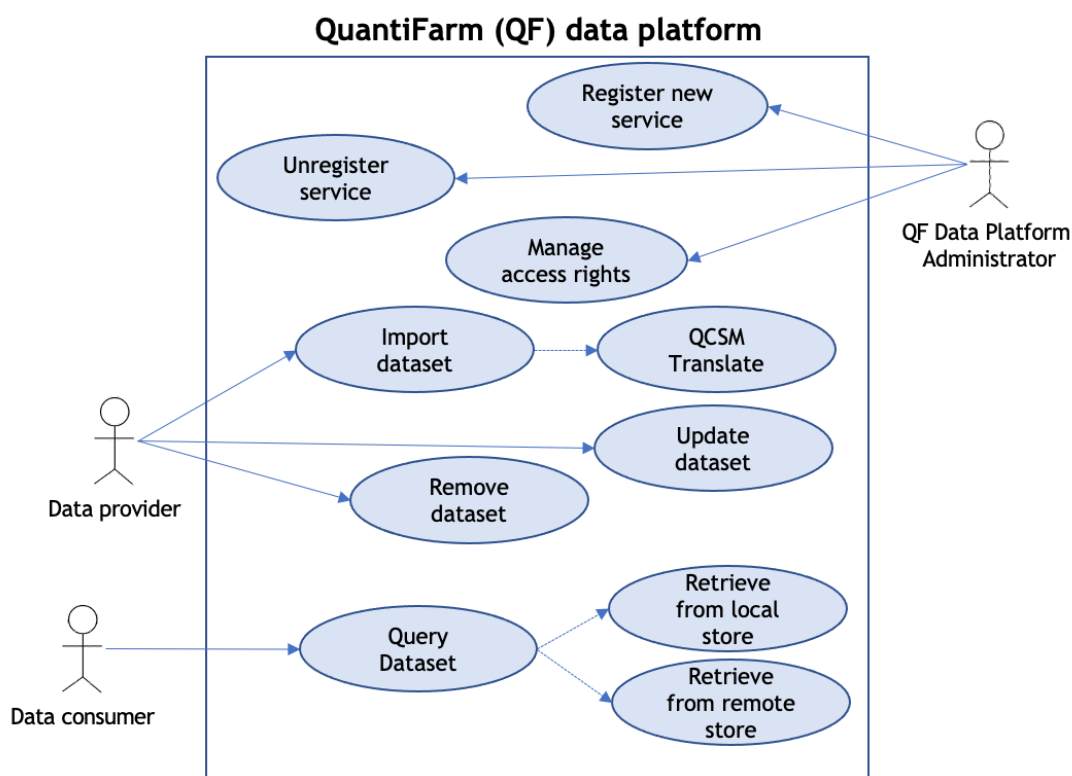 QuantiFarm (QF) data platform
Register new
service
Unregister
service
QF Data Platform
Administrator
Manage
access rights
Import
dataset
QCSM
Translate
Update
dataset
Data provider
Remove
dataset
Retrieve
from local
store
Query
Dataset
Data consumer
Retrieve
from remote
store